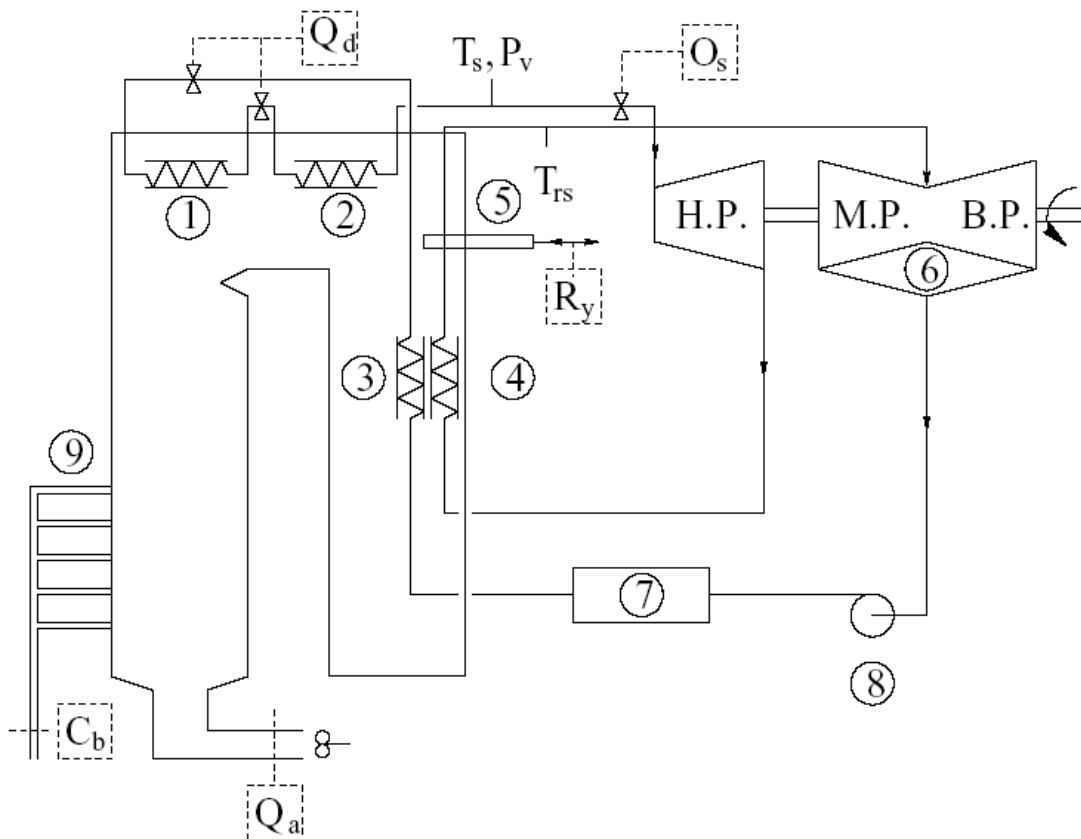 Q_d
T_s, P_v
O_s
T_rs
1
2
5
H.P.
M.P.
B.P.
6
R_y
3
4
9
7
8
C_b
Q_a